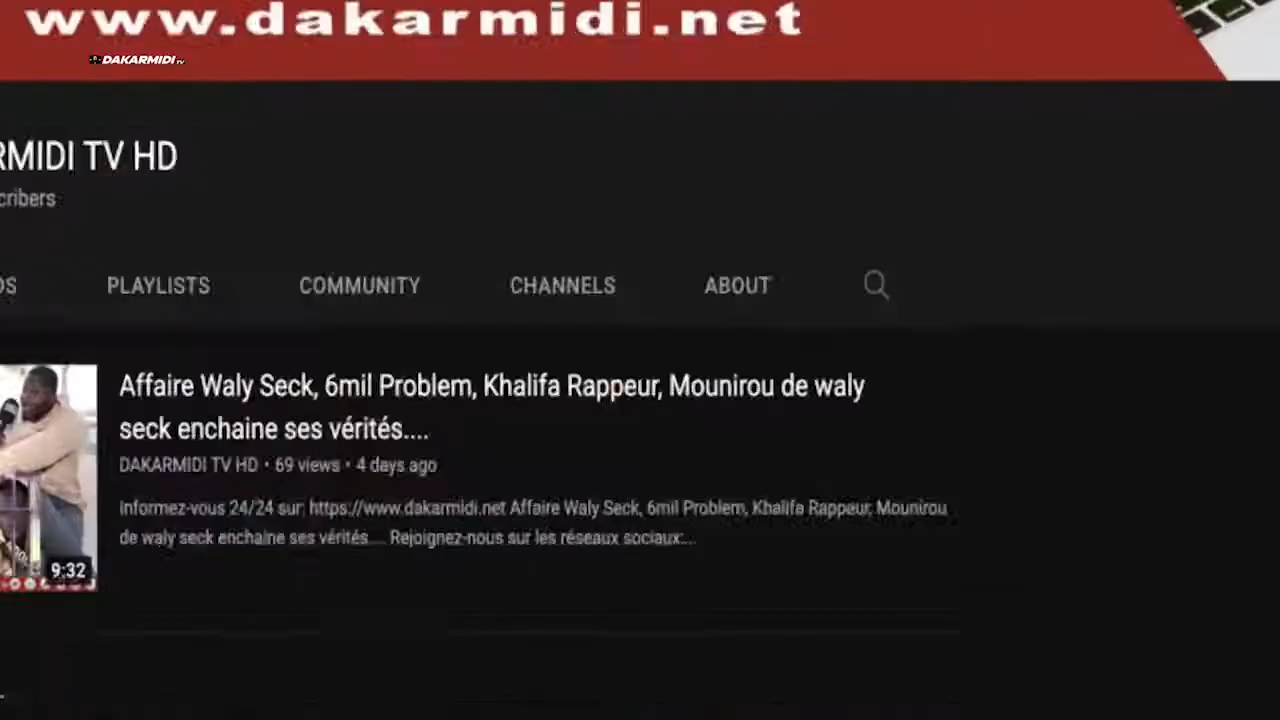 www.dakarmidi.net
DAKARMIDI TV
RMIDI TV HD
cribers
OS PLAYLISTS COMMUNITY CHANNELS ABOUT
Affaire Waly Seck, 6mil Problem, Khalifa Rappeur, Mounirou de waly
seck enchaine ses vérités....
DAKARMIDI TV HD • 69 views • 4 days ago
Informez-vous 24/24 sur: https://www.dakarmidi.net Affaire Waly Seck, 6mil Problem, Khalifa Rappeur, Mounirou
de waly seck enchaine ses vérités.... Rejoignez-nous sur les réseaux sociaux:...
9:32